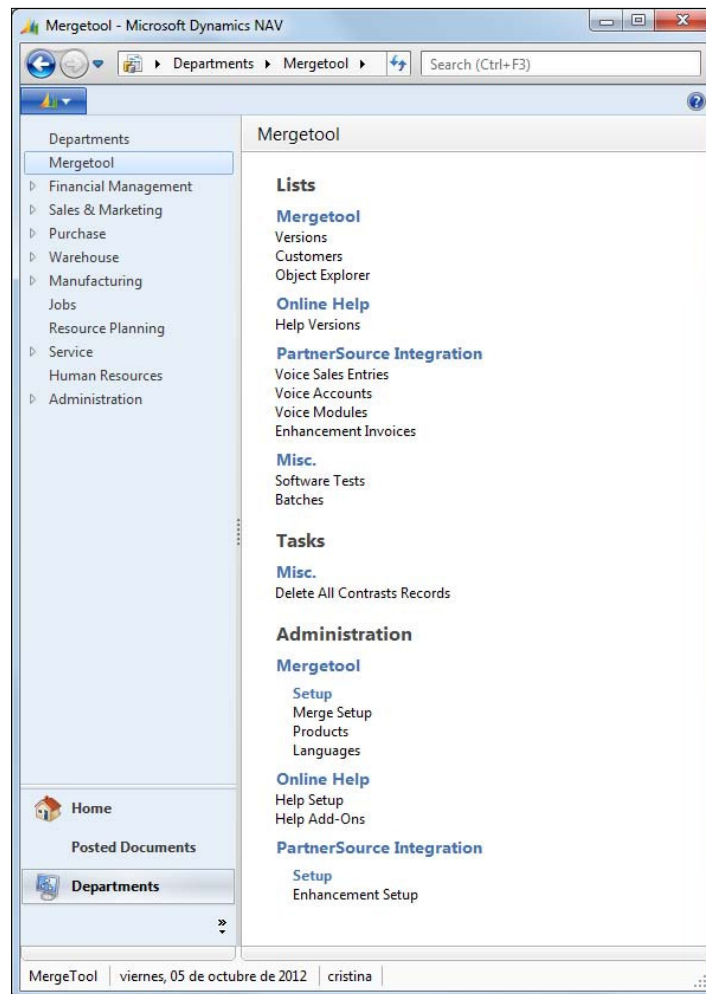 Mergetool - Microsoft Dynamics NAV
Departments Mergetool Search (Ctrl+F3)
Departments
Mergetool
Financial Management
Sales & Marketing
Purchase
Warehouse
Manufacturing
Jobs
Resource Planning
Service
Human Resources
Administration
Home
Posted Documents
Departments
Mergetool
Lists
Mergetool
Versions
Customers
Object Explorer
Online Help
Help Versions
PartnerSource Integration
Voice Sales Entries
Voice Accounts
Voice Modules
Enhancement Invoices
Misc.
Software Tests
Batches
Tasks
Misc.
Delete All Contrasts Records
Administration
Mergetool
Setup
Merge Setup
Products
Languages
Online Help
Help Setup
Help Add-Ons
PartnerSource Integration
Setup
Enhancement Setup
MergeTool viernes, 05 de octubre de 2012 cristina